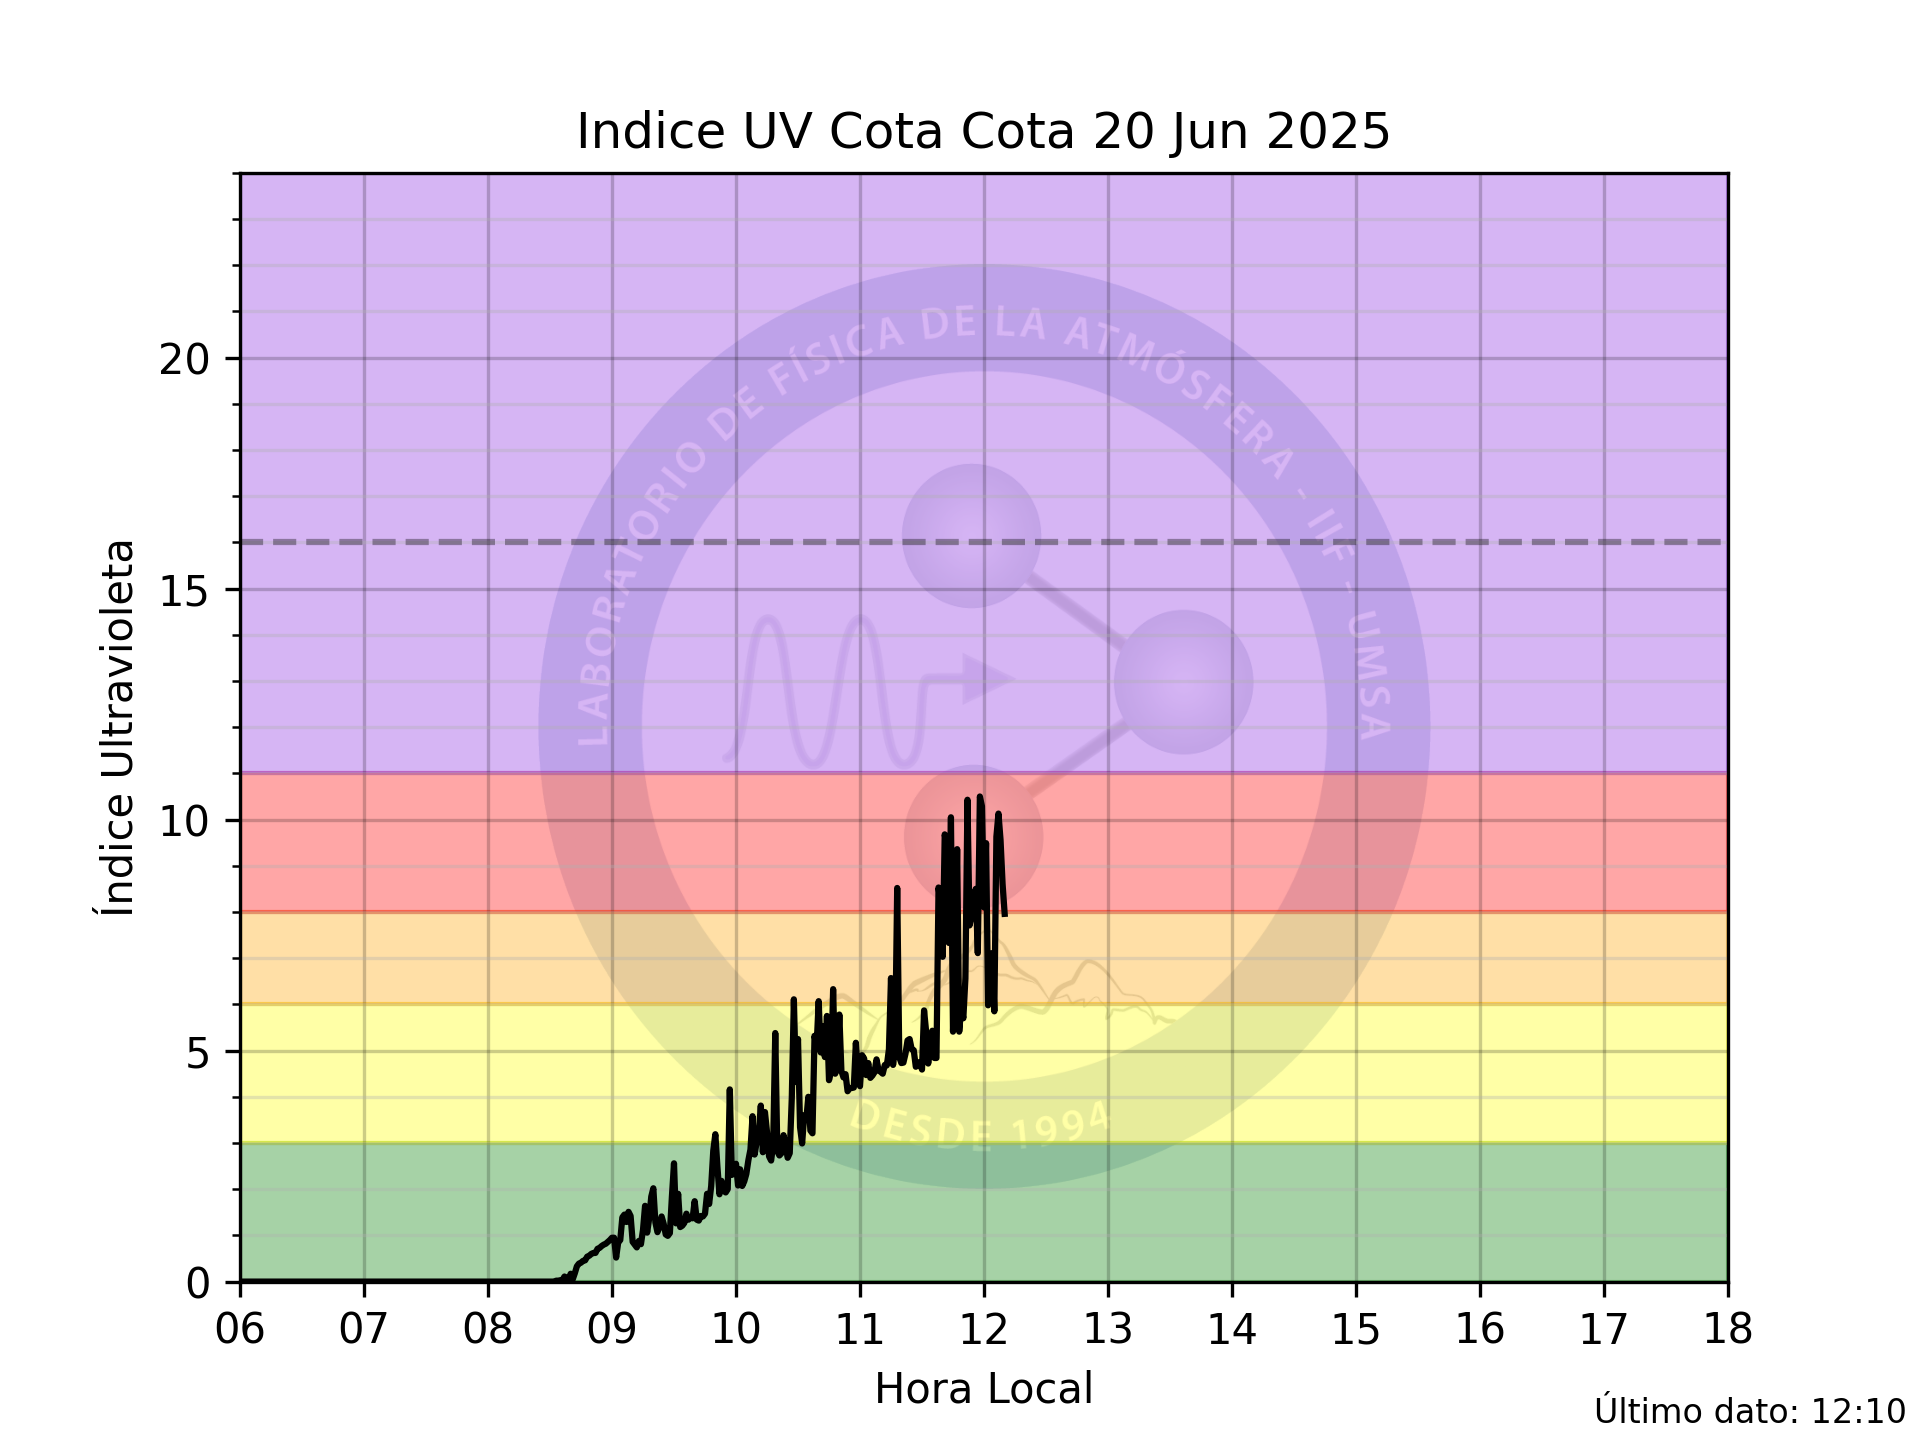 Indice UV Cota Cota 20 Jun 2025
Índice Ultravioleta
20
15
10
5
0
LABORATORIO DE FÍSICA DE LA ATMÓSFERA - IIF - UMSA
DESDE 1994
06 07 08 09 10 11 12 13 14 15 16 17 18
Hora Local
Último dato: 12:10